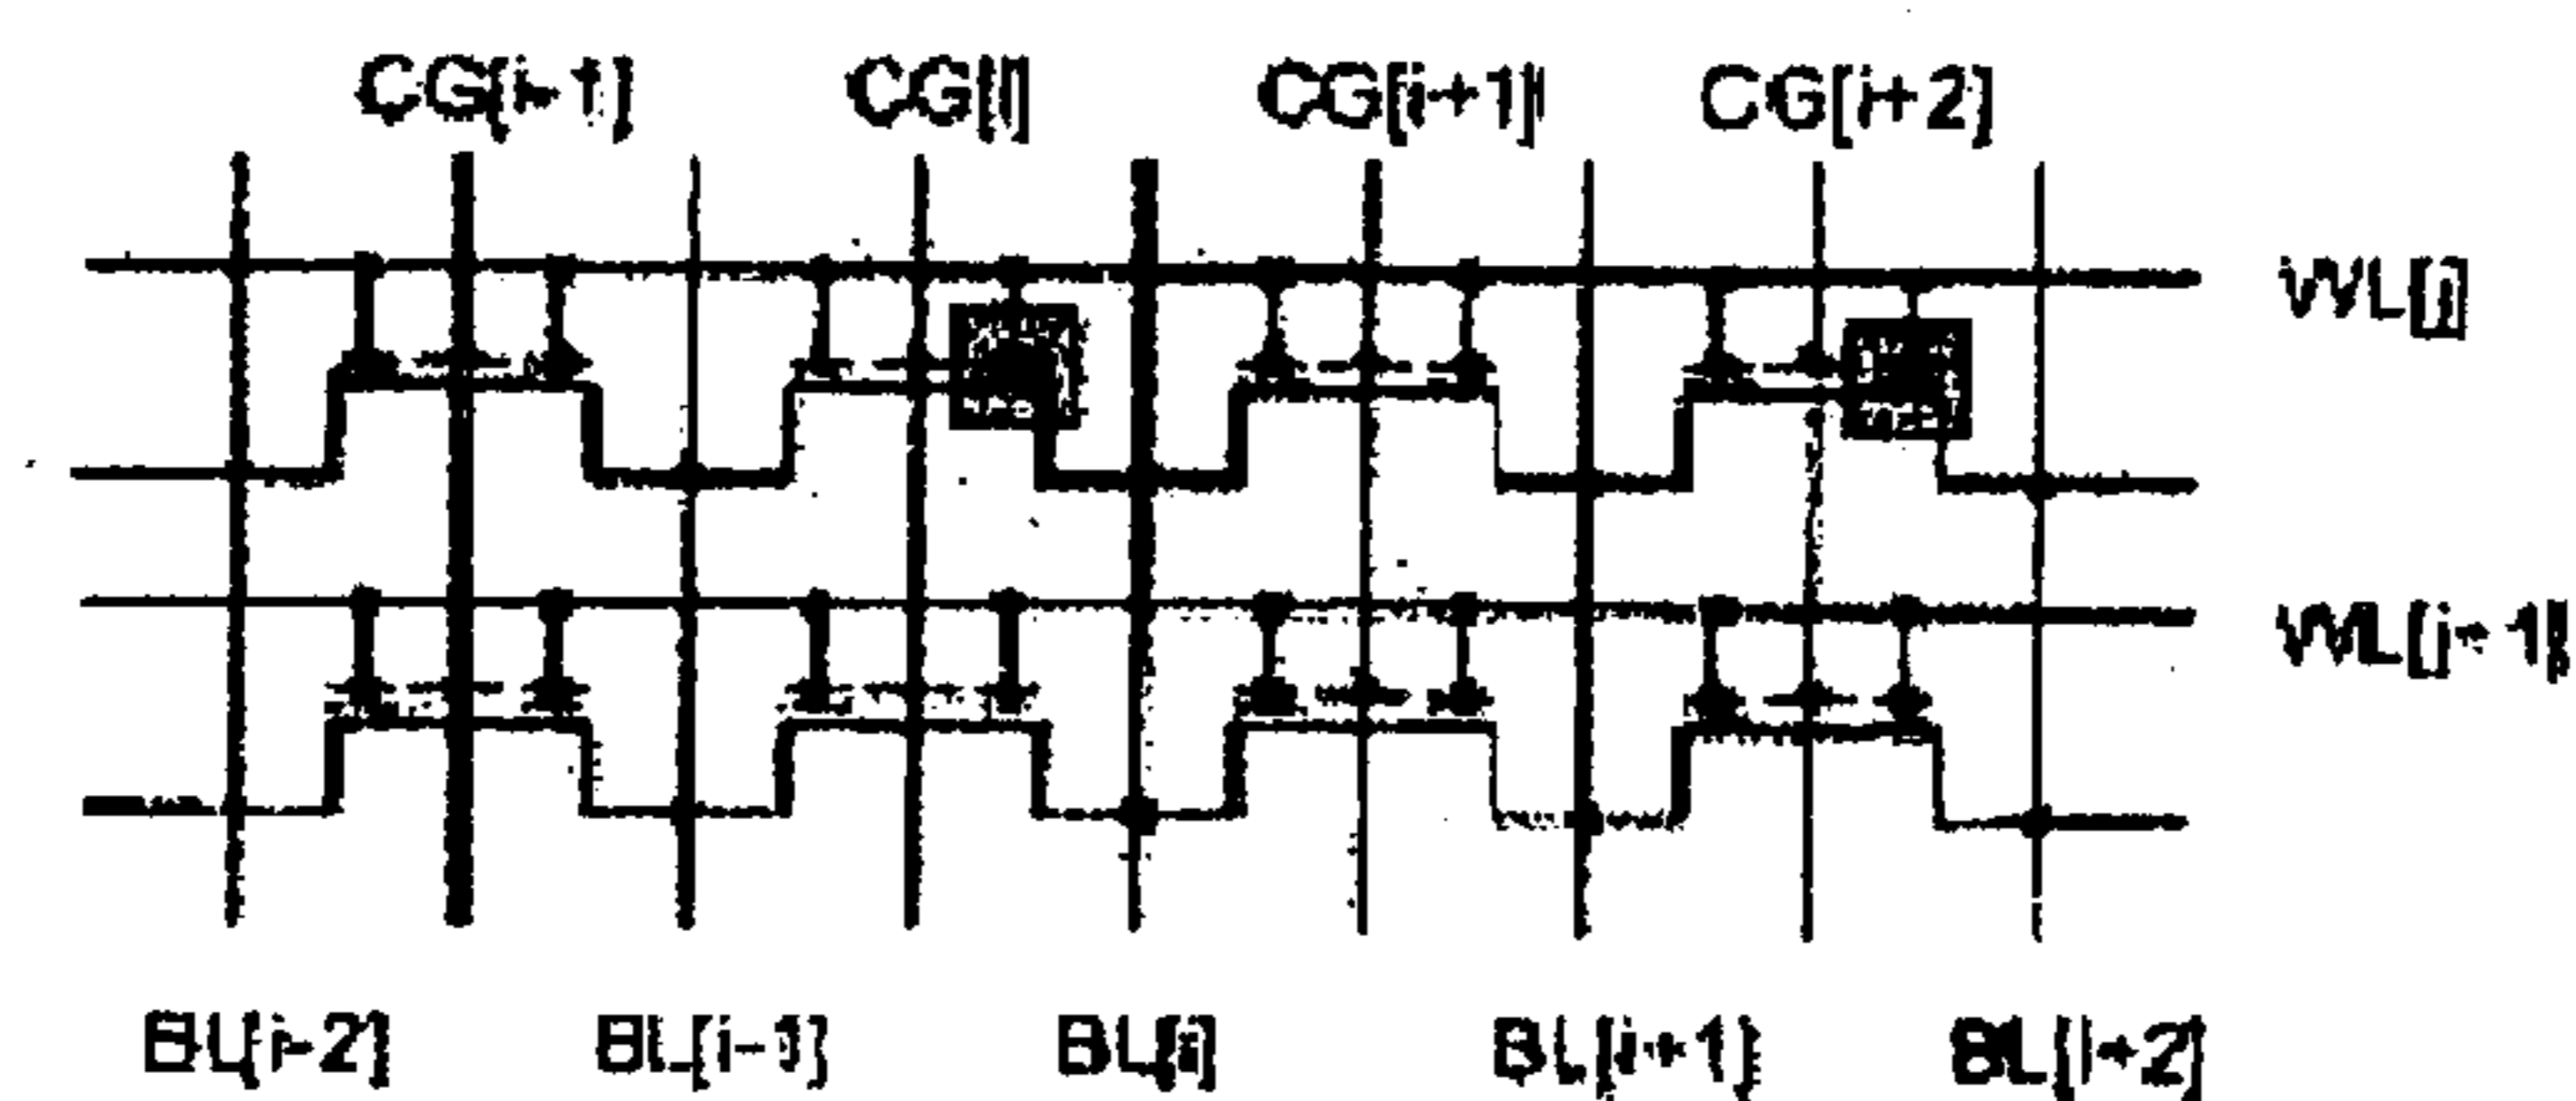 CG[i-1] CG[i] CG[i+1] CG[i+2]
WL[j]
WL[j+1]
BL[i-2] BL[i-1] BL[i] BL[i+1] BL[i+2]